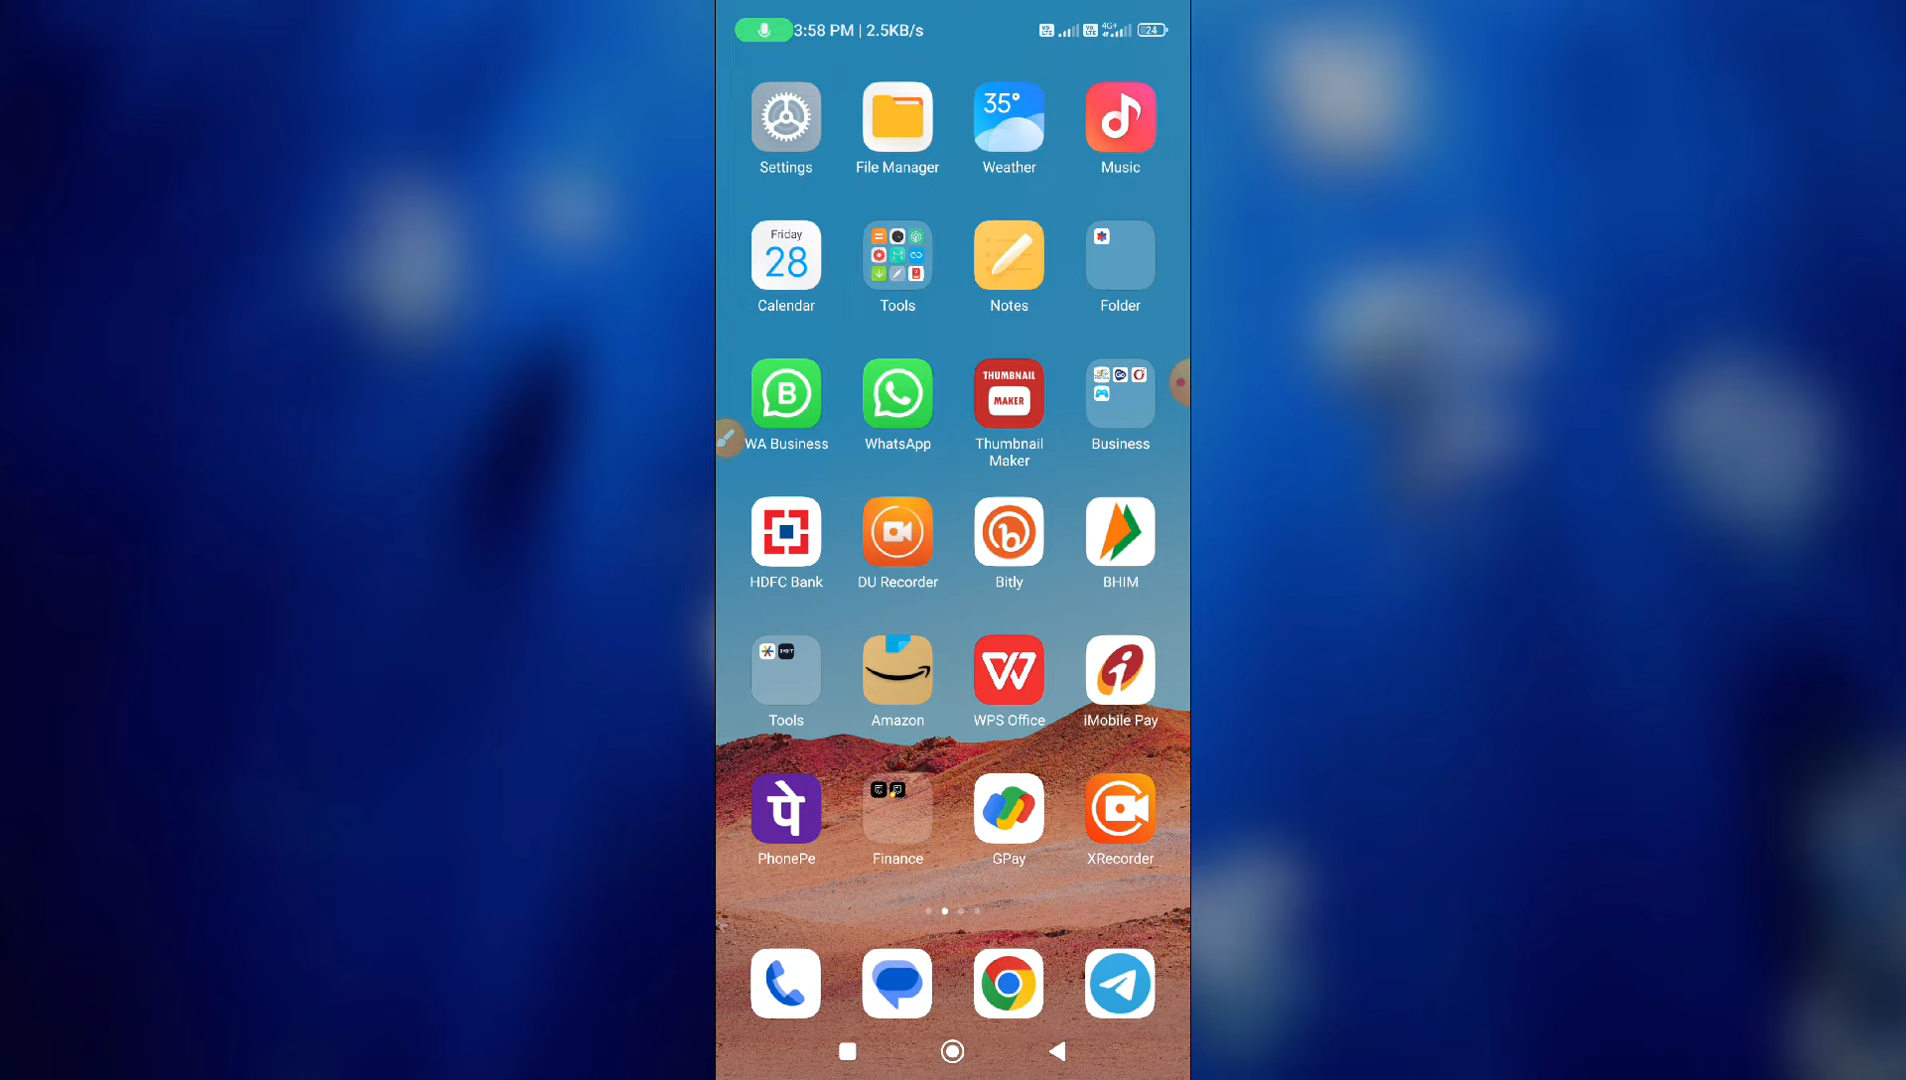 3:58 PM | 2.5KB/s 4G+ 24
35°
Settings File Manager Weather Music
Friday
28
Calendar Tools Notes Folder
THUMBNAIL
MAKER
B
WA Business WhatsApp Thumbnail Maker Business
b
HDFC Bank DU Recorder Bitly BHIM
W i
Tools Amazon WPS Office iMobile Pay
पे
PhonePe Finance GPay XRecorder